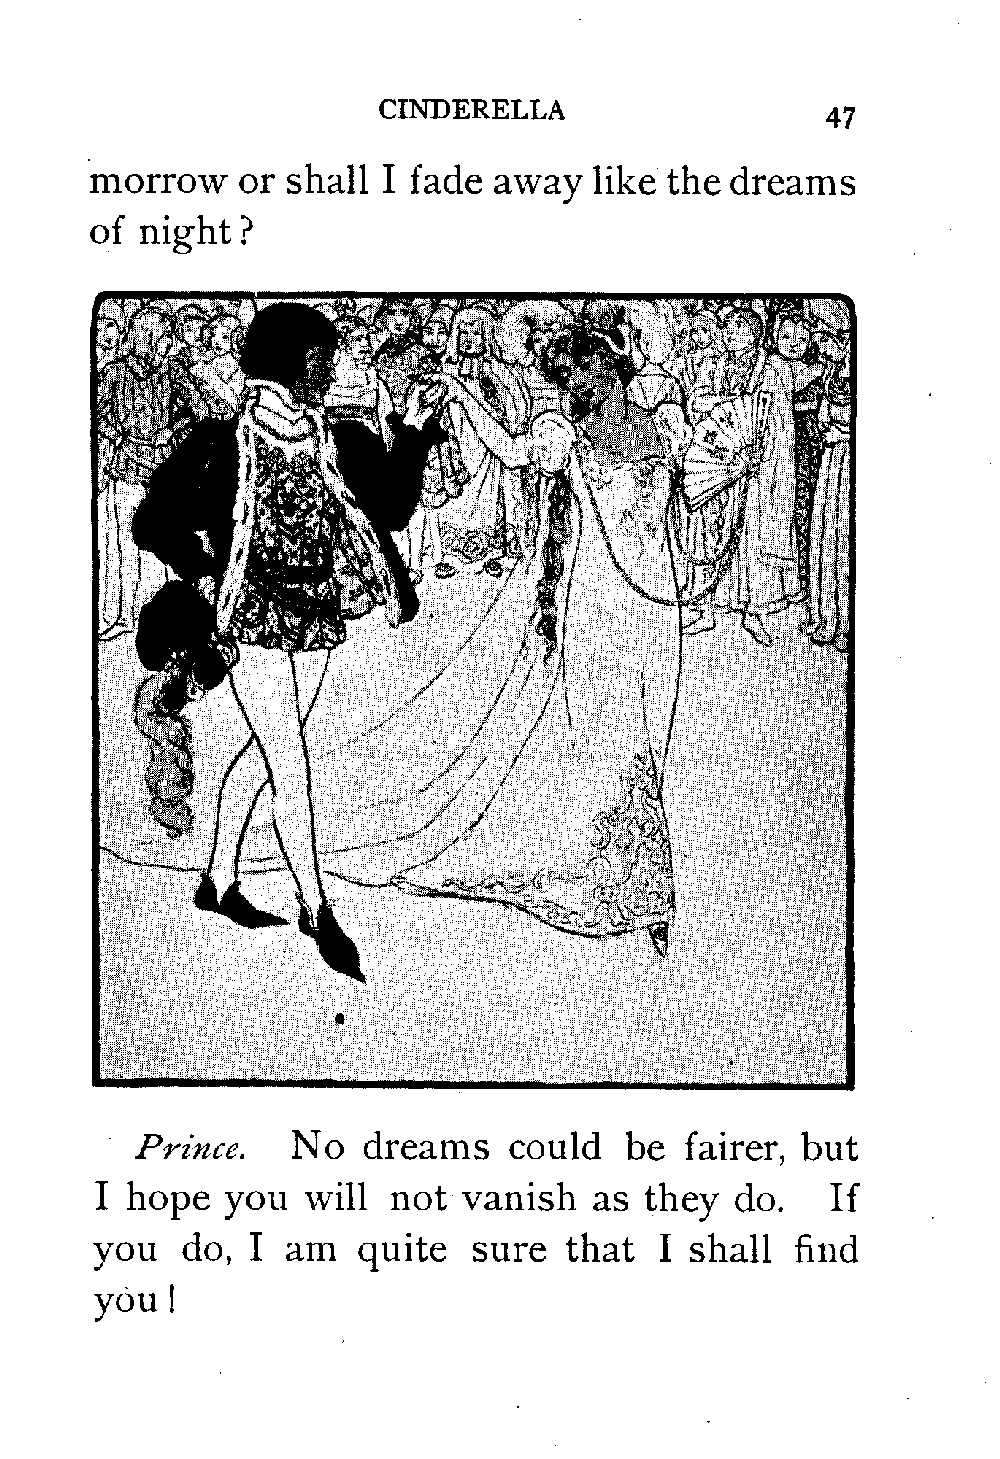 CINDERELLA 47
morrow or shall I fade away like the dreams
of night?
Prince. No dreams could be fairer, but
I hope you will not vanish as they do. If
you do, I am quite sure that I shall find
you!